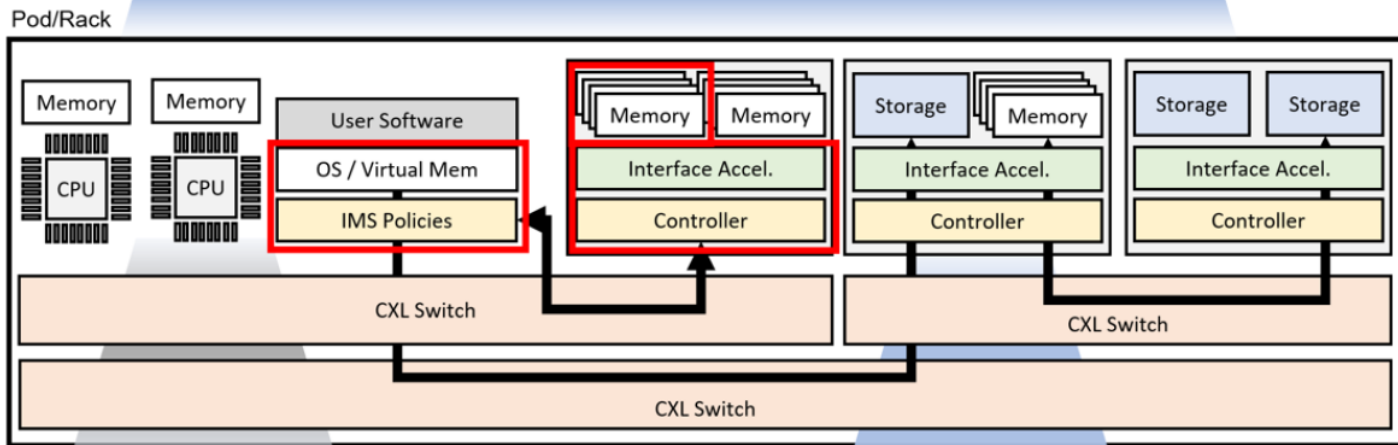 Pod/Rack
Memory
Memory
CPU
CPU
User Software
OS / Virtual Mem
IMS Policies
Memory
Memory
Interface Accel.
Controller
Storage
Memory
Interface Accel.
Controller
Storage
Storage
Interface Accel.
Controller
CXL Switch
CXL Switch
CXL Switch